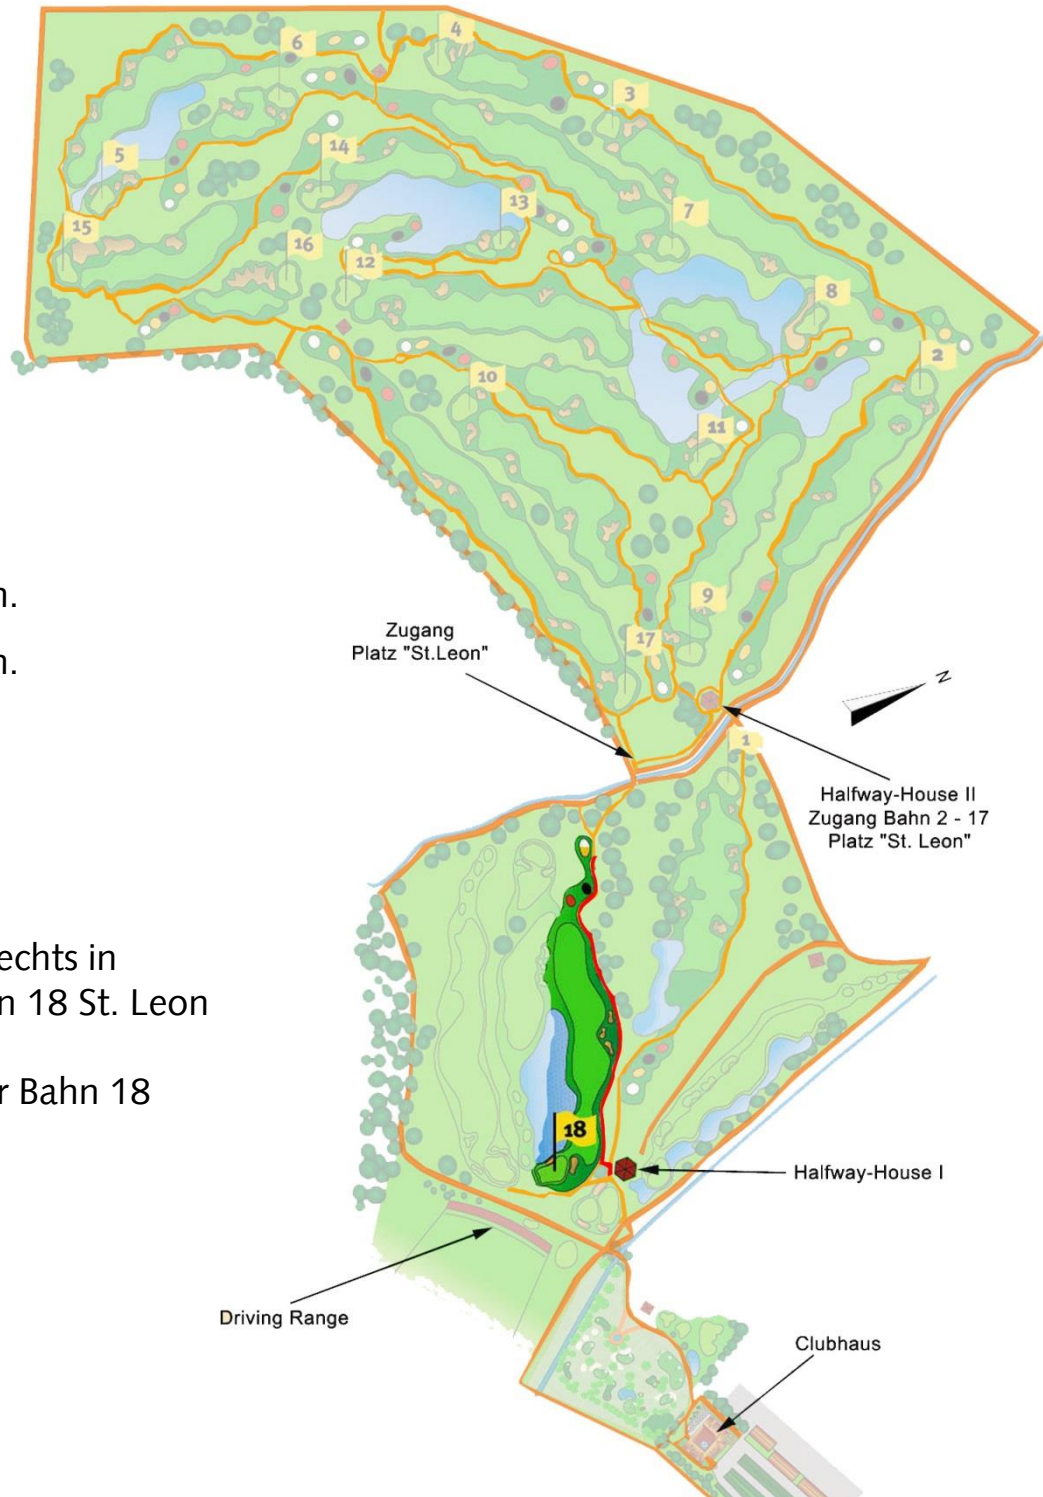 6
4
3
5
14
13
7
15
16
12
8
2
10
11
n.
9
Zugang
Platz "St.Leon"
17
n.
N
1
Halfway-House II
Zugang Bahn 2 - 17
Platz "St. Leon"
echts in
n 18 St. Leon
r Bahn 18
18
Halfway-House I
Driving Range
Clubhaus